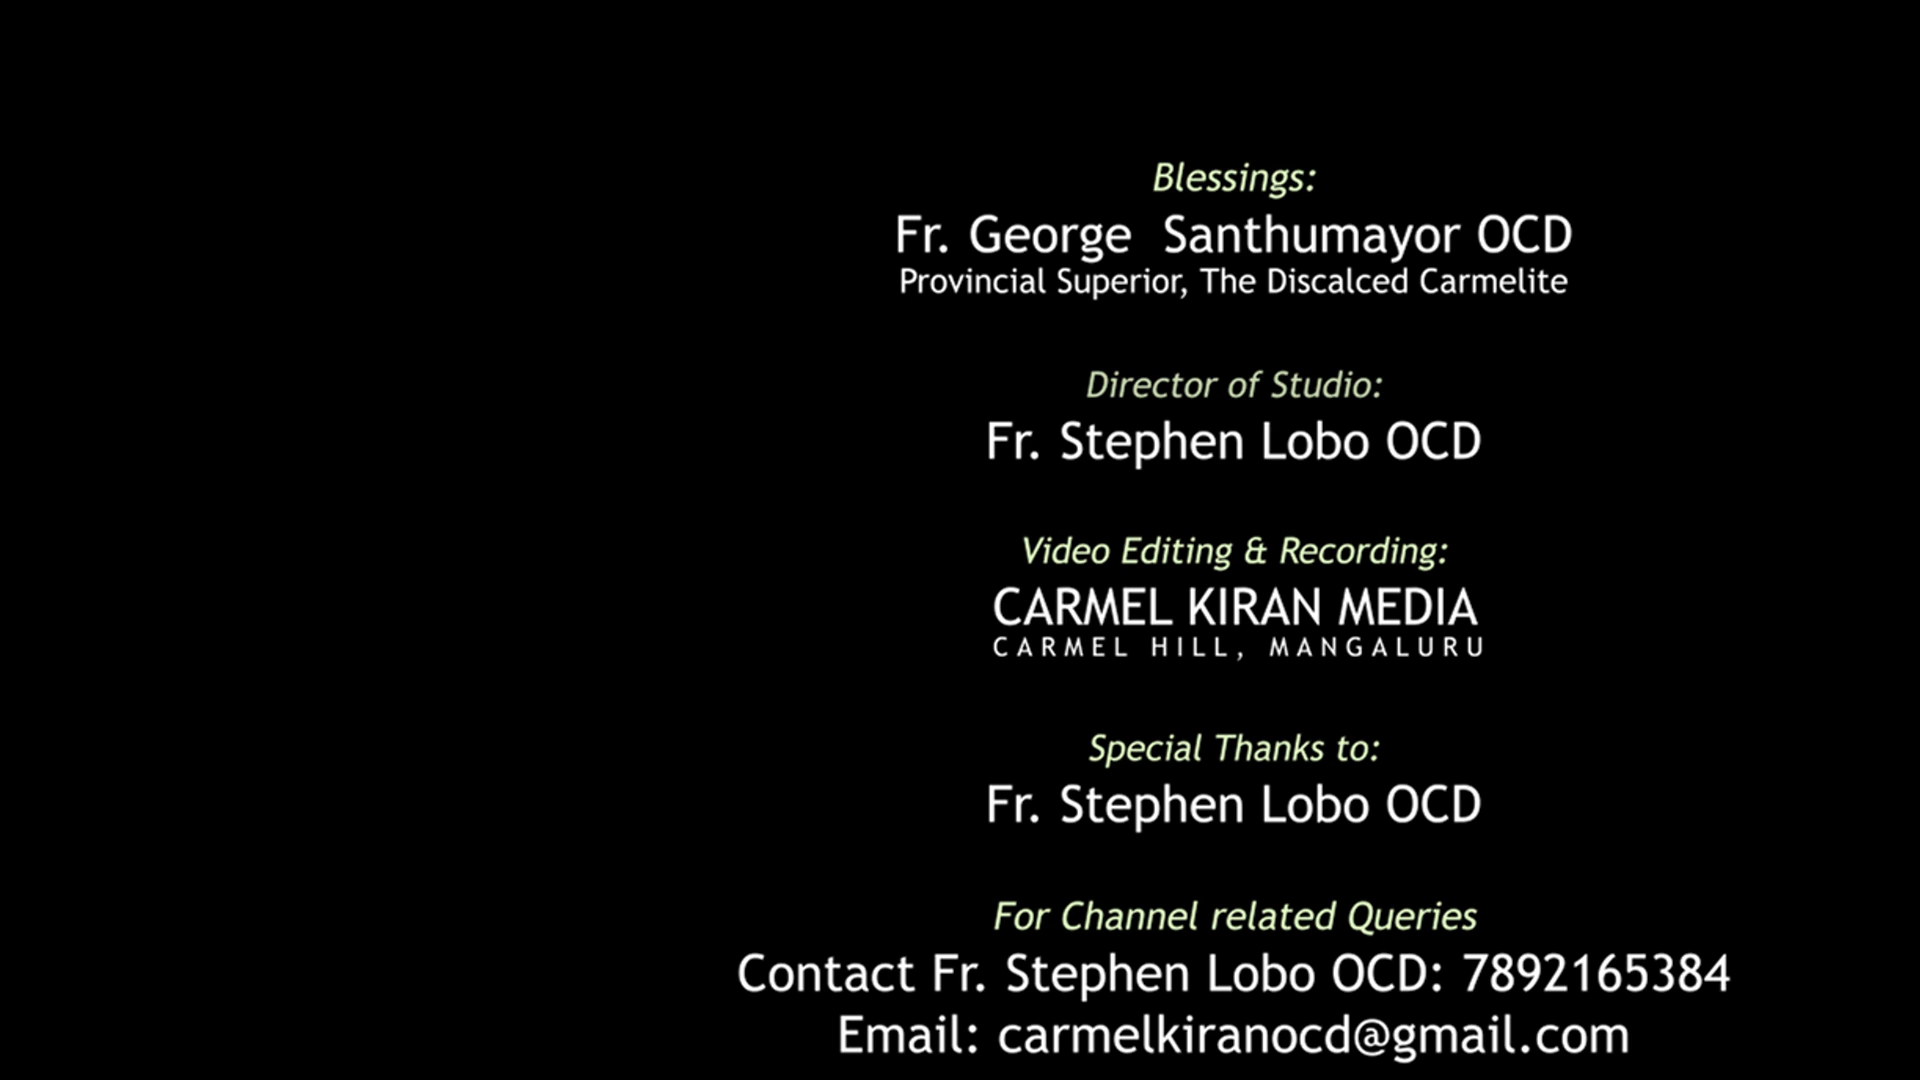 Blessings:
Fr. George Santhumayor OCD
Provincial Superior, The Discalced Carmelite
Director of Studio:
Fr. Stephen Lobo OCD
Video Editing & Recording:
CARMEL KIRAN MEDIA
CARMEL HILL, MANGALURU
Special Thanks to:
Fr. Stephen Lobo OCD
For Channel related Queries
Contact Fr. Stephen Lobo OCD: 7892165384
Email: carmelkiranocd@gmail.com